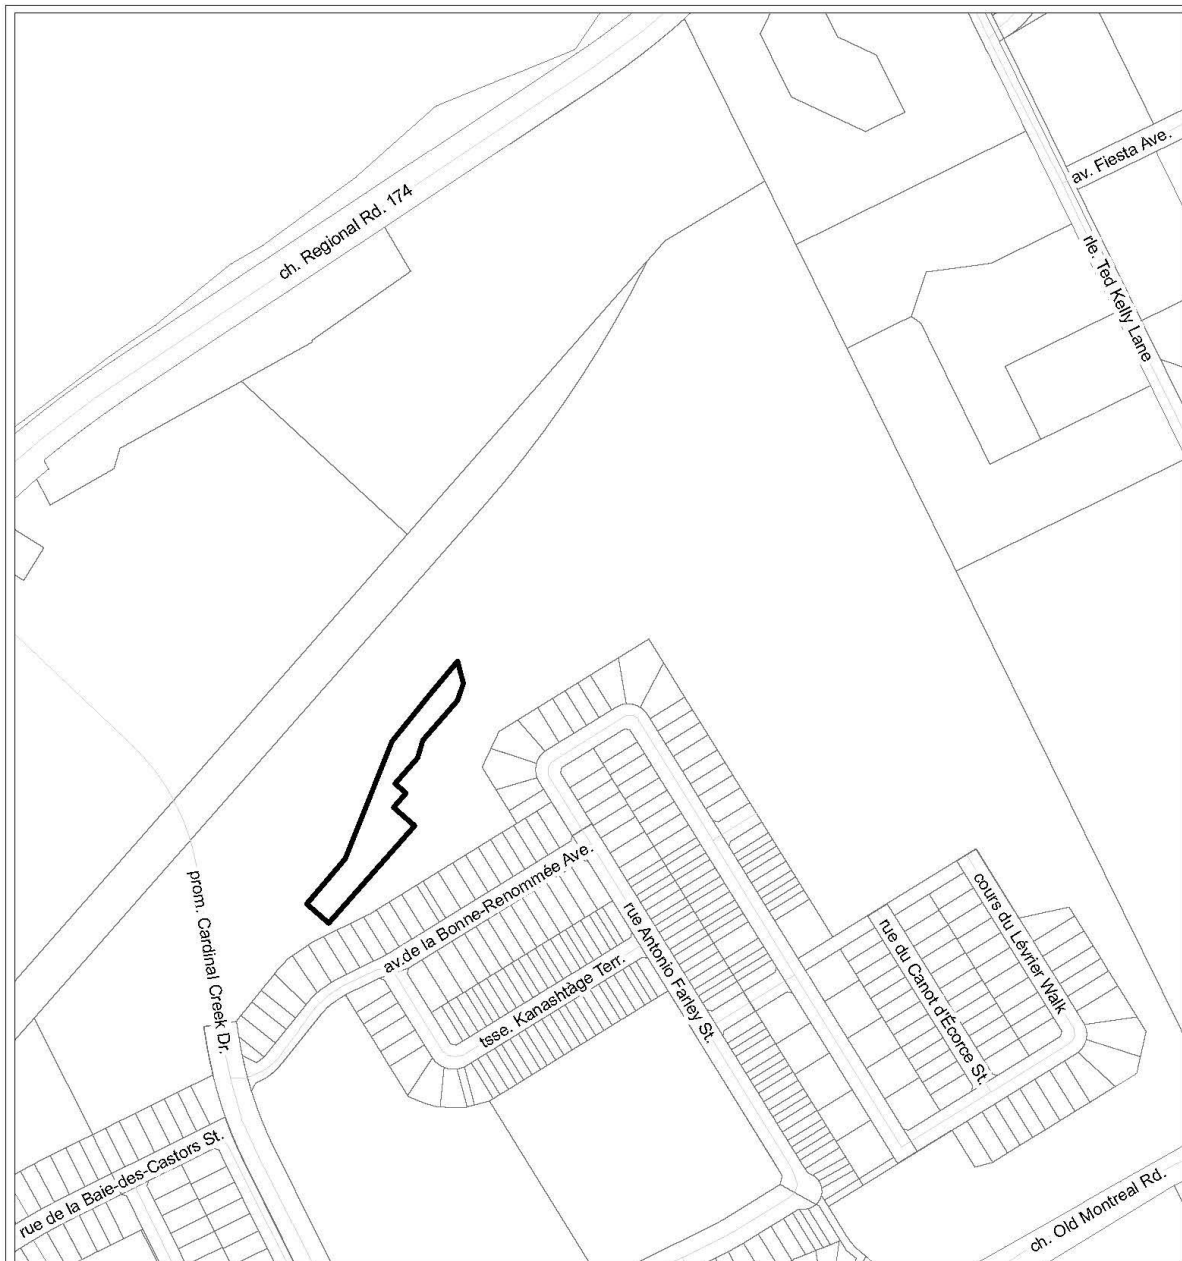 av. Fiesta Ave.
ch. Regional Rd. 174
rle. Ted Kelly Lane
prom. Cardinal Creek Dr.
av.de la Bonne-Renommée Ave.
rue Antonio Farley St.
tsse. Kanashtàge Terr.
cours du Lévrier Walk
rue du Canot d'Écorce St.
rue de la Baie-des-Castors St.
ch. Old Montreal Rd.